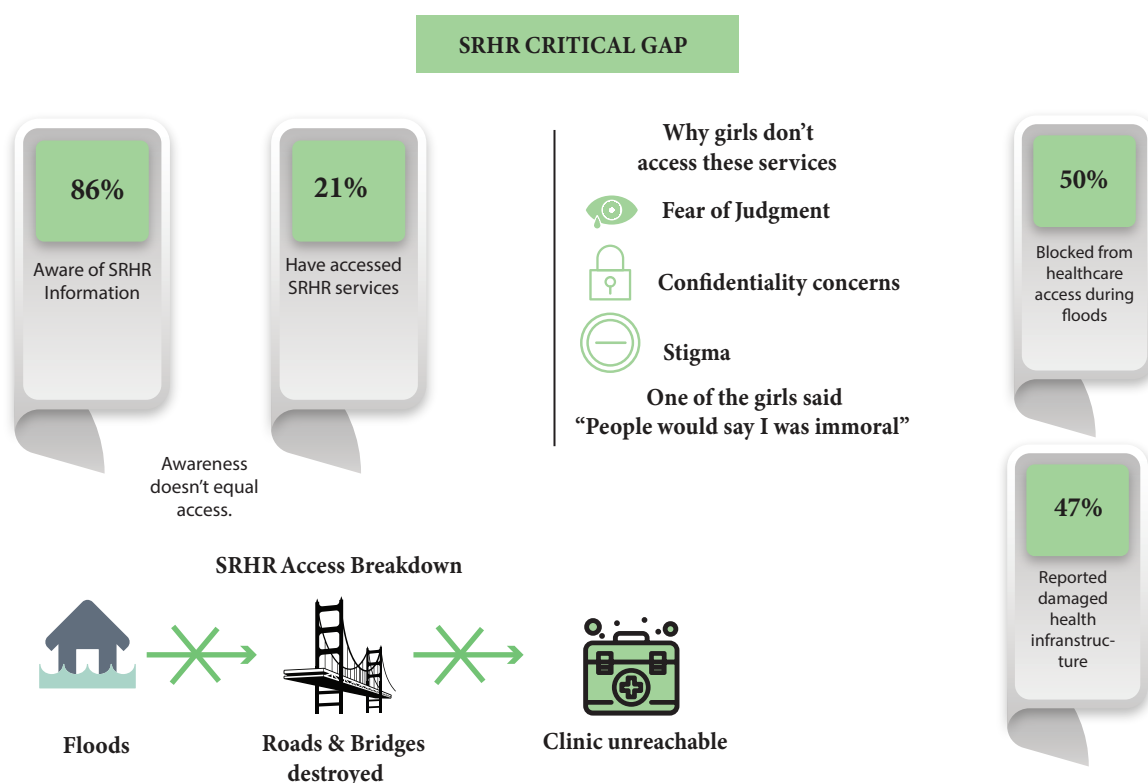 SRHR CRITICAL GAP
86%
Aware of SRHR
Information
21%
Have accessed
SRHR services
Awareness
doesn't equal
access.
Why girls don't
access these services
Fear of Judgment
Confidentiality concerns
Stigma
One of the girls said
“People would say I was immoral”
50%
Blocked from
healthcare
access during
floods
47%
Reported
damaged
health
infranstruc-
ture
SRHR Access Breakdown
Floods
Roads & Bridges
destroyed
Clinic unreachable